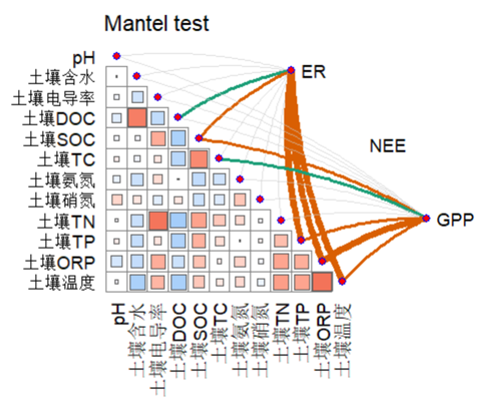 Mantel test
pH
ER
土壤含水
土壤电导率
土壤DOC
土壤SOC
NEE
土壤TC
土壤氨氮
土壤硝氮
土壤TN
GPP
土壤TP
土壤ORP
土壤温度
pH
土壤含水
土壤电导率
土壤DOC
土壤SOC
土壤TC
土壤氨氮
土壤硝氮
土壤TN
土壤TP
土壤ORP
土壤温度